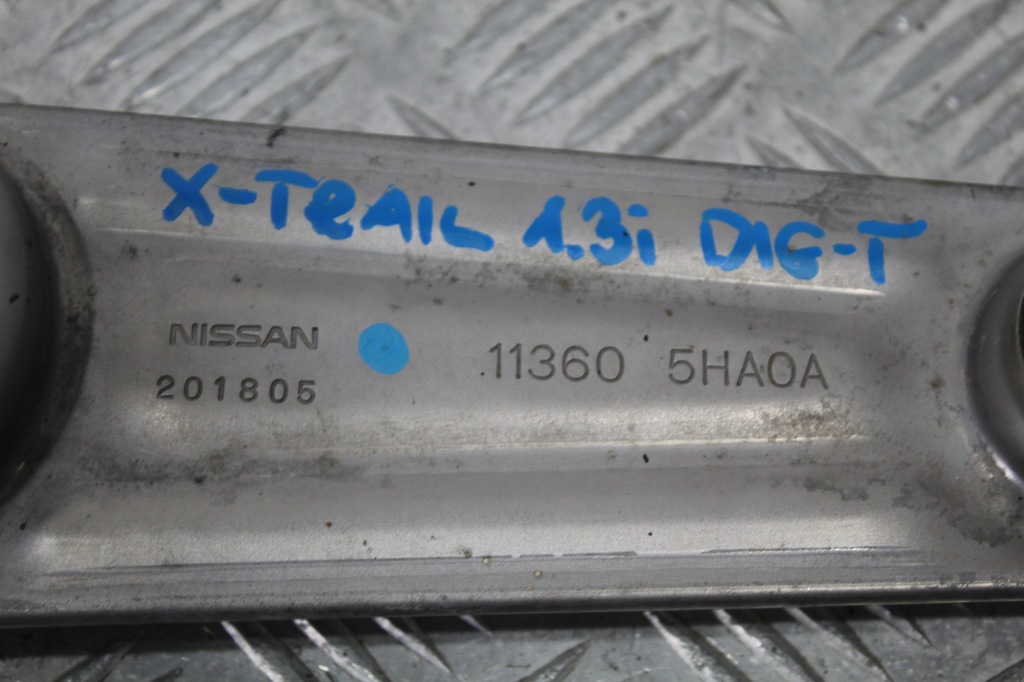 X-TRAIL 1.3i DIG-T
NISSAN 11360 5HA0A
201805